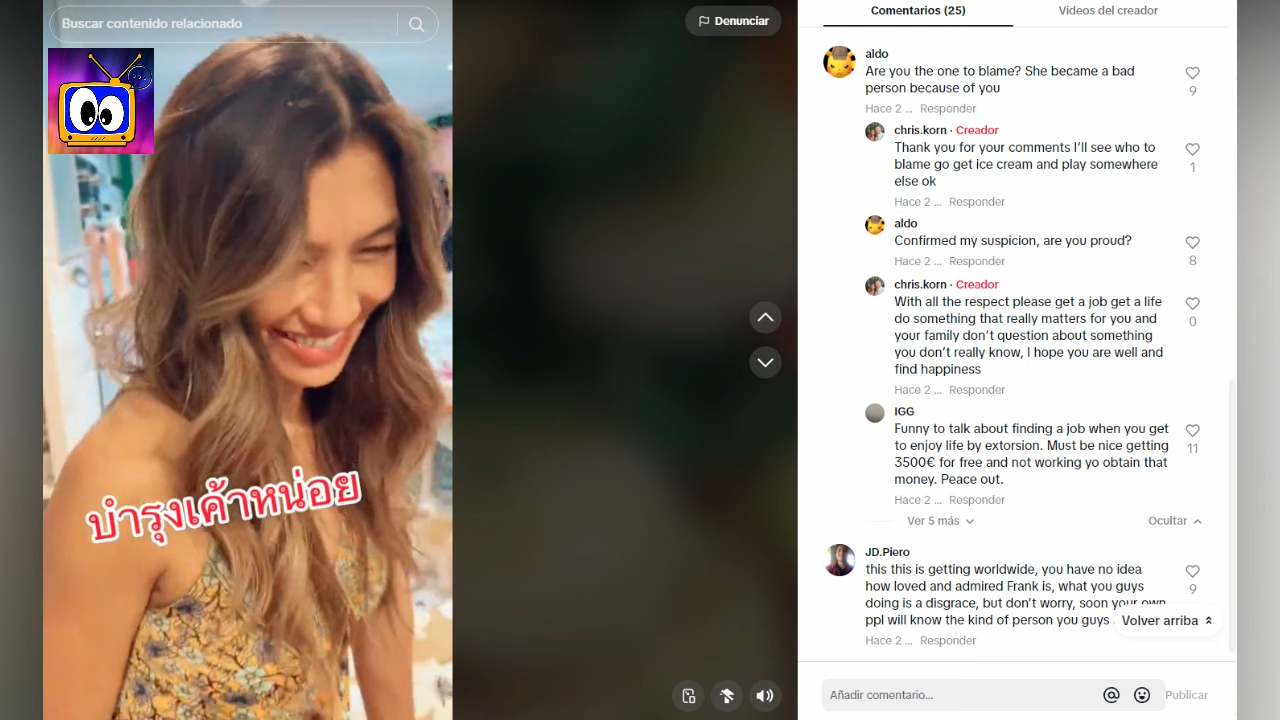 Buscar contenido relacionado
Denunciar
บำรุงเค้าหน่อย
Comentarios (25)
Videos del creador
aldo
Are you the one to blame? She became a bad
person because of you
9
Hace 2 ... Responder
chris.korn · Creador
Thank you for your comments I’ll see who to
blame go get ice cream and play somewhere
else ok
1
Hace 2 ... Responder
aldo
Confirmed my suspicion, are you proud?
8
Hace 2 ... Responder
chris.korn · Creador
With all the respect please get a job get a life
do something that really matters for you and
your family don’t question about something
you don’t really know, I hope you are well and
find happiness
0
Hace 2 ... Responder
IGG
Funny to talk about finding a job when you get
to enjoy life by extorsion. Must be nice getting
3500€ for free and not working yo obtain that
money. Peace out.
11
Hace 2 ... Responder
Ver 5 más
Ocultar
JD.Piero
this this is getting worldwide, you have no idea
how loved and admired Frank is, what you guys
doing is a disgrace, but don't worry, soon your own
ppl will know the kind of person you guys
9
Volver arriba
Hace 2 ... Responder
Añadir comentario...
Publicar